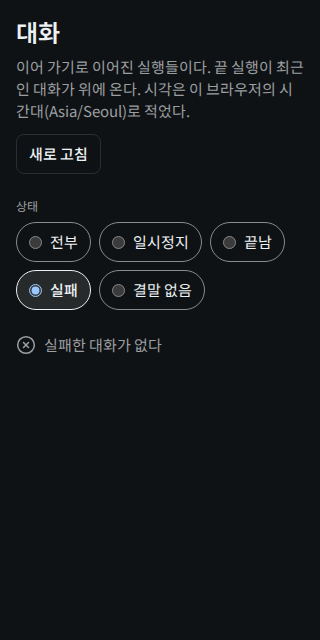 대화
이어 가기로 이어진 실행들이다. 끝 실행이 최근
인 대화가 위에 온다. 시각은 이 브라우저의 시
간대(Asia/Seoul)로 적었다.
새로 고침
상태
전부
일시정지
끝남
실패
결말 없음
실패한 대화가 없다